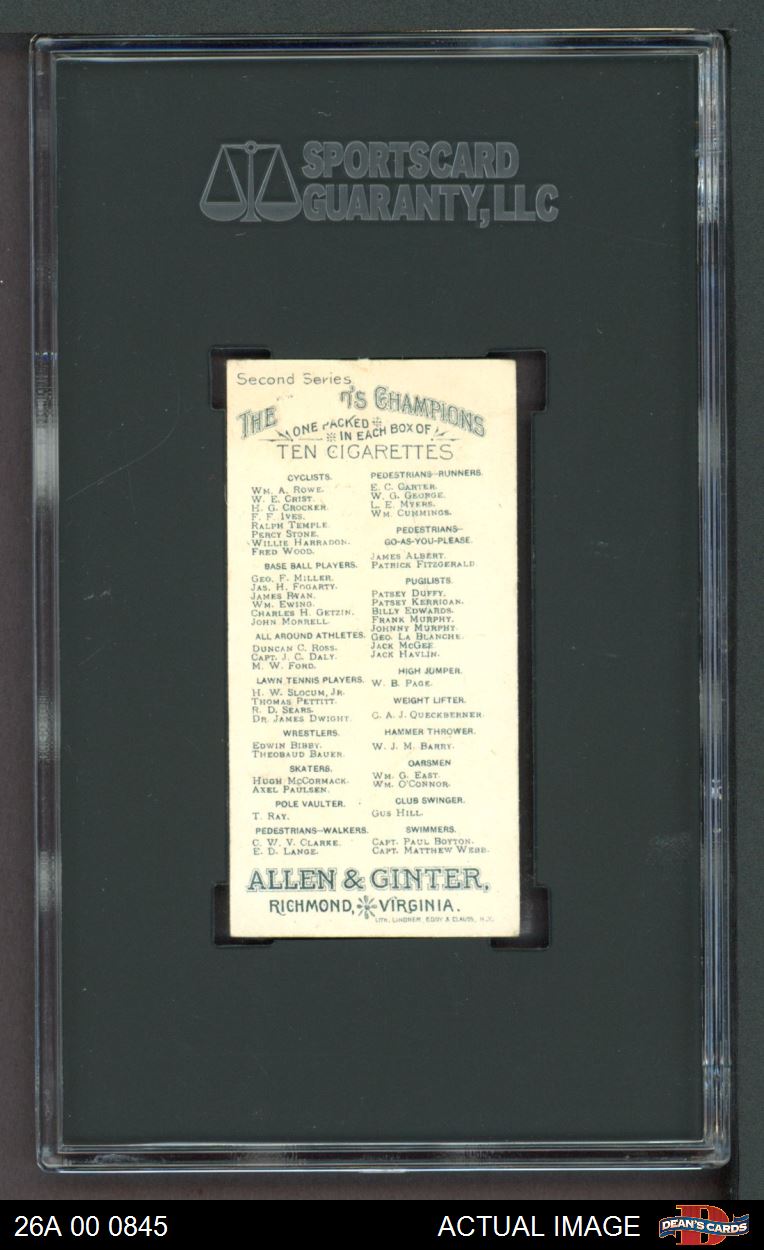 SPORTSCARD
GUARANTY, LLC
Second Series
THE 'S CHAMPIONS
ONE PACKED
IN EACH BOX OF
TEN CIGARETTES
CYCLISTS.
WM. A. ROWE.
W. E. CRIST.
H. G. CROCKER.
F. F. IVES.
RALPH TEMPLE.
PERCY STONE.
WILLIE HARRADON.
FRED WOOD.
BASE BALL PLAYERS.
GEO. F. MILLER.
JAS. H. FOGARTY.
JAMES RYAN.
WM. EWING.
CHARLES H. GETZIN.
JOHN MORRELL.
ALL AROUND ATHLETES.
DUNCAN C. ROSS.
CAPT. J. C. DALY.
M. W. FORD.
LAWN TENNIS PLAYERS.
H. W. SLOCUM, JR.
THOMAS PETTITT.
R. D. SEARS.
DR. JAMES DWIGHT.
WRESTLERS.
EDWIN BIBBY.
THEOBAUD BAUER.
SKATERS.
HUGH MCCORMACK.
AXEL PAULSEN.
POLE VAULTER.
T. RAY.
PEDESTRIANS–WALKERS.
C. W. V. CLARKE.
E. D. LANGE.
PEDESTRIANS–RUNNERS.
E. C. CARTER.
W. G. GEORGE.
L. E. MYERS.
WM. CUMMINGS.
PEDESTRIANS–
GO-AS-YOU-PLEASE.
JAMES ALBERT.
PATRICK FITZGERALD.
PUGILISTS.
PATSEY DUFFY.
PATSEY KERRIGAN.
BILLY EDWARDS.
FRANK MURPHY.
JOHNNY MURPHY.
GEO. LA BLANCHE.
JACK MCGEE.
JACK HAVLIN.
HIGH JUMPER.
W. B. PAGE.
WEIGHT LIFTER.
C. A. J. QUECKBERNER.
HAMMER THROWER.
W. J. M. BARRY.
OARSMEN
WM. G. EAST.
WM. O'CONNOR.
CLUB SWINGER.
GUS HILL.
SWIMMERS.
CAPT. PAUL BOYTON.
CAPT. MATTHEW WEBB.
ALLEN & GINTER,
RICHMOND, VIRGINIA.
LITH. LINDNER, EDDY & CLAUSS, N.Y.
26A 00 0845
ACTUAL IMAGE
DEAN'S CARDS